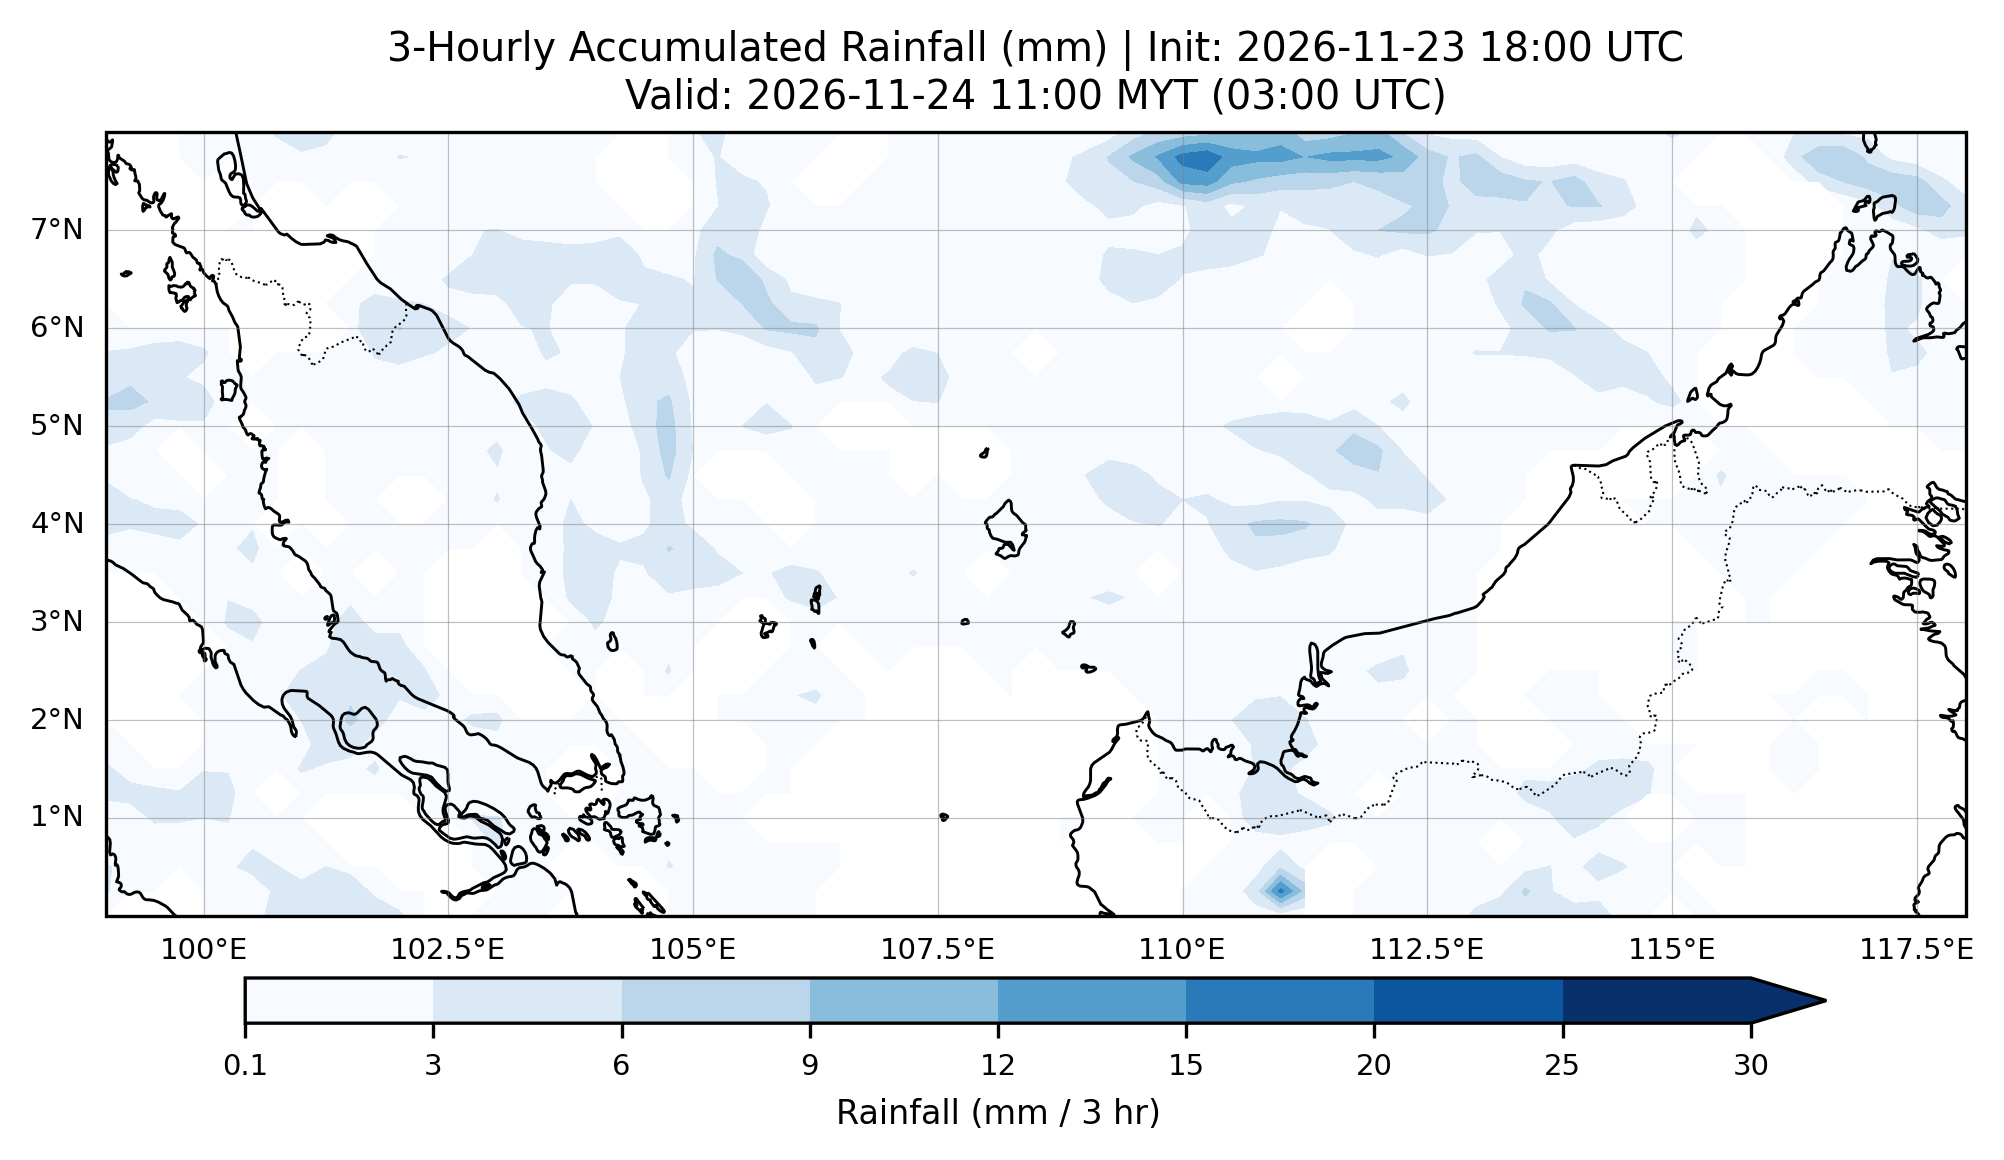 3-Hourly Accumulated Rainfall (mm) | Init: 2026-11-23 18:00 UTC
Valid: 2026-11-24 11:00 MYT (03:00 UTC)
7°N
6°N
5°N
4°N
3°N
2°N
1°N
100°E 102.5°E 105°E 107.5°E 110°E 112.5°E 115°E 117.5°E
0.1 3 6 9 12 15 20 25 30
Rainfall (mm / 3 hr)